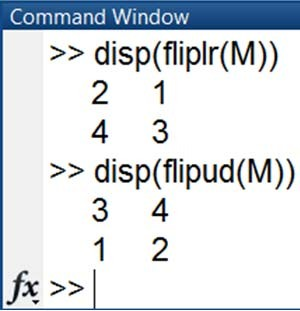 Command Window
>> disp(fliplr(M))
2 1
4 3
>> disp(flipud(M))
3 4
1 2
fx >>